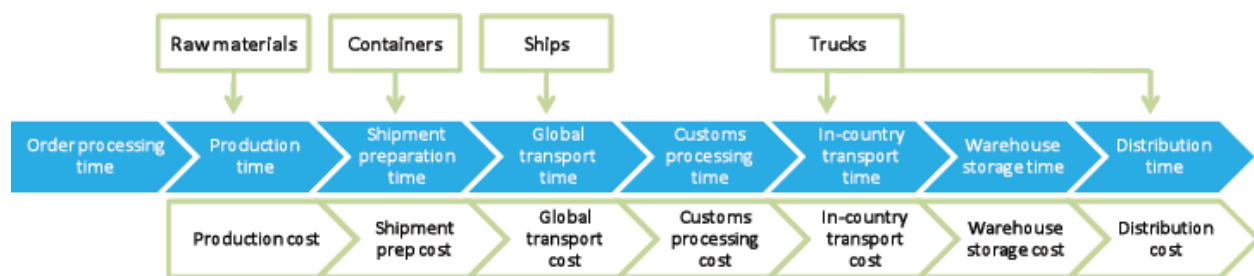 Raw materials
Containers
Ships
Trucks
Order processing
time
Production
time
Shipment
preparation
time
Global
transport
time
Customs
processing
time
In-country
transport
time
Warehouse
storage time
Distribution
time
Production cost
Shipment
prep cost
Global
transport
cost
Customs
processing
cost
In-country
transport
cost
Warehouse
storage cost
Distribution
cost